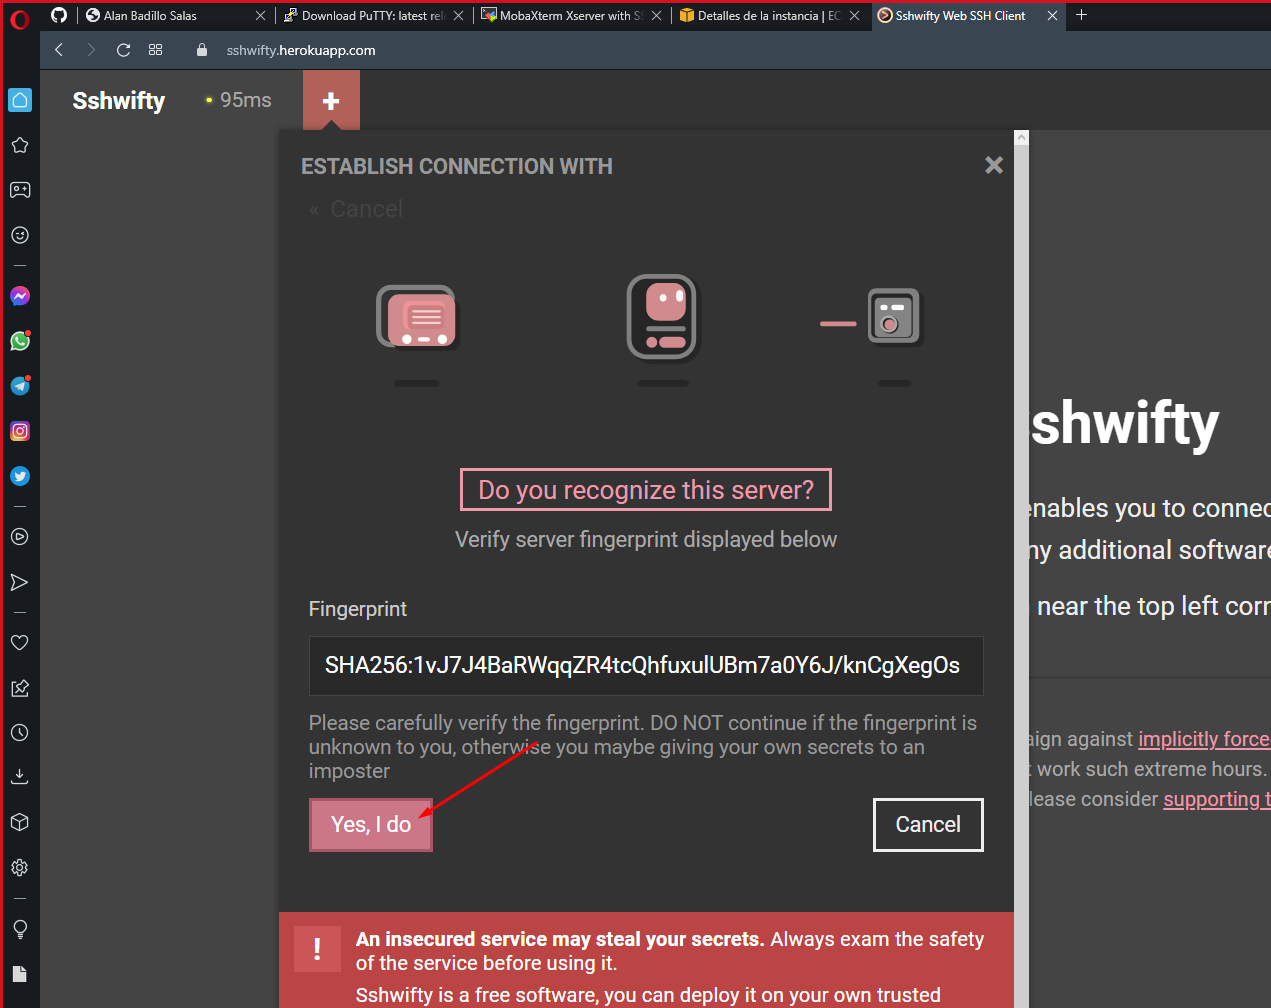 Alan Badillo Salas
Download PuTTY: latest rel
MobaXterm Xserver with S
Detalles de la instancia | EC
Sshwifty Web SSH Client
sshwifty.herokuapp.com
Sshwifty
95ms
ESTABLISH CONNECTION WITH
« Cancel
Do you recognize this server?
Verify server fingerprint displayed below
Fingerprint
SHA256:1vJ7J4BaRWqqZR4tcQhfuxulUBm7a0Y6J/knCgXegOs
Please carefully verify the fingerprint. DO NOT continue if the fingerprint is
unknown to you, otherwise you maybe giving your own secrets to an
imposter
Yes, I do
Cancel
! An insecured service may steal your secrets. Always exam the safety
of the service before using it.
Sshwifty is a free software, you can deploy it on your own trusted
shwifty
enables you to connec
ny additional software
near the top left corr
aign against implicitly force
t work such extreme hours.
lease consider supporting t